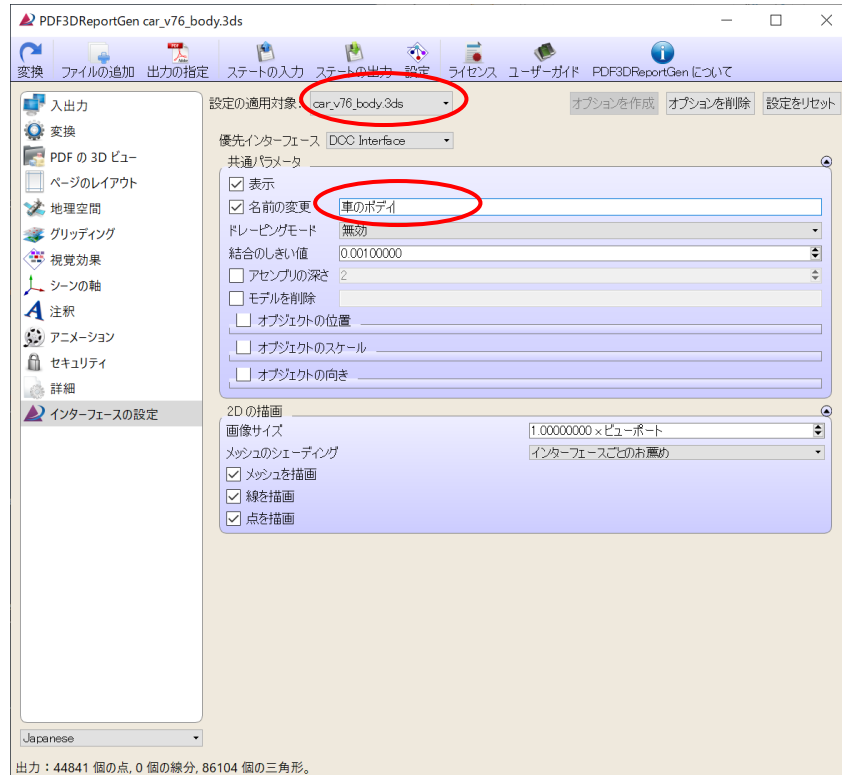 PDF3DReportGen car_v76_body.3ds
変換 ファイルの追加 出力の指定 ステートの入力 ステートの出力 設定 ライセンス ユーザーガイド PDF3DReportGen について
設定の適用対象: car_v76_body.3ds オプションを作成 オプションを削除 設定をリセット
入出力
変換
PDF の 3D ビュー
ページのレイアウト
地理空間
グリッディング
視覚効果
シーンの軸
注釈
アニメーション
セキュリティ
詳細
インターフェースの設定
優先インターフェース DCC Interface
共通パラメータ
表示
名前の変更 車のボディ
ドレーピングモード 無効
結合のしきい値 0.00100000
アセンブリの深さ 2
モデルを削除
オブジェクトの位置
オブジェクトのスケール
オブジェクトの向き
2D の描画
画像サイズ 1.00000000 × ビューポート
メッシュのシェーディング インターフェースごとのお薦め
メッシュを描画
線を描画
点を描画
Japanese
出力：44841 個の点, 0 個の線分, 86104 個の三角形。